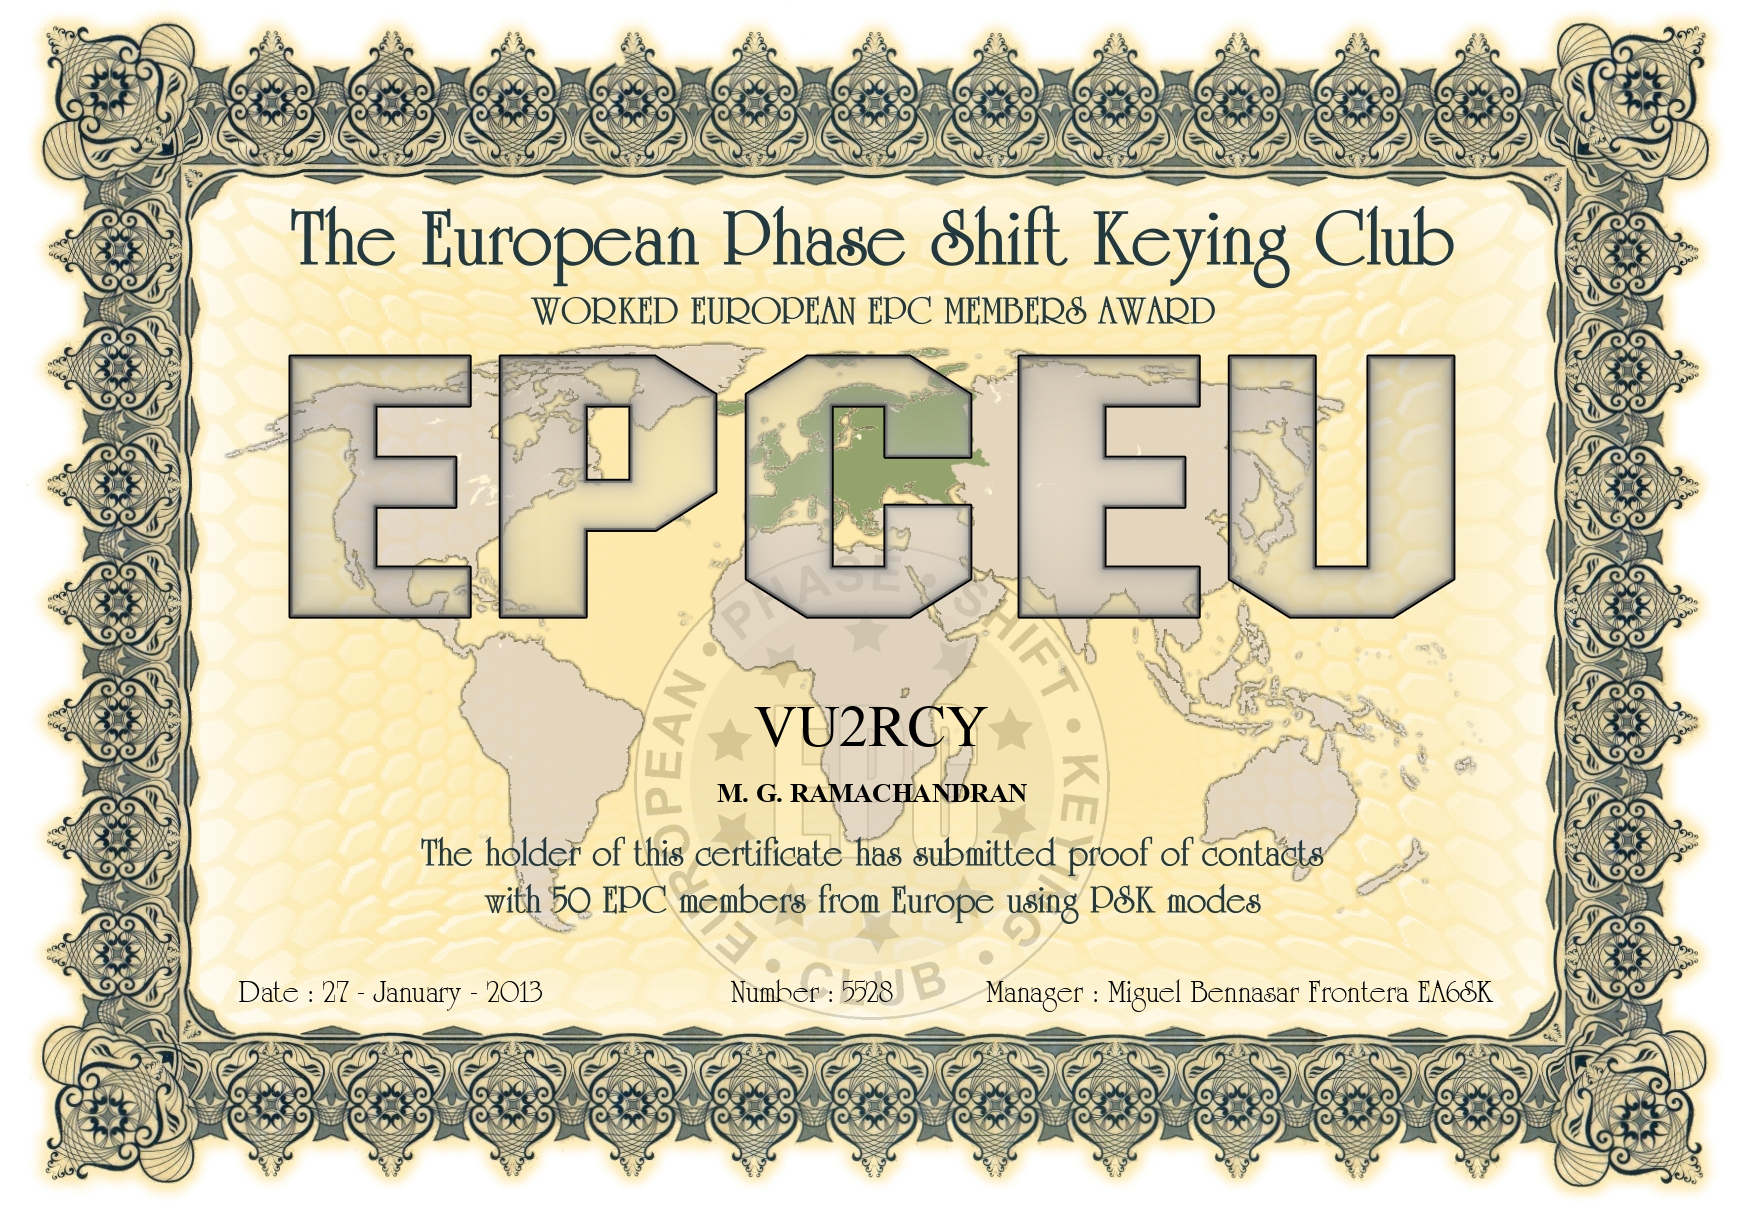 The European Phase Shift Keying Club
WORKED EUROPEAN EPC MEMBERS AWARD
EPCEU
VU2RCY
M. G. RAMACHANDRAN
The holder of this certificate has submitted proof of contacts
with 50 EPC members from Europe using PSK modes
Date : 27 - January - 2013
Number : 5528
Manager : Miguel Bennasar Frontera EA6SK
EUROPEAN • PHASE • SHIFT • KEYING • CLUB •
EPC